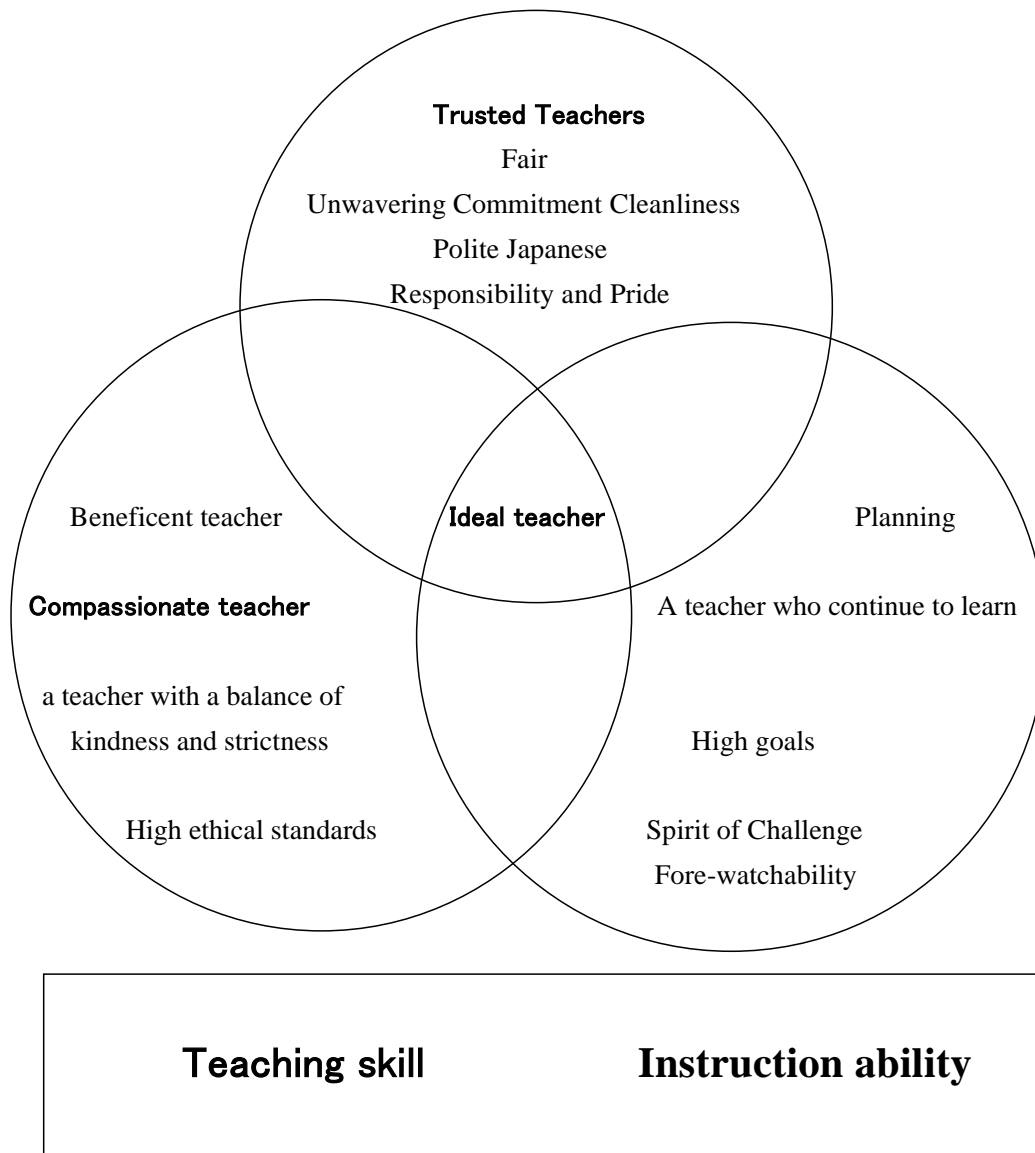 Trusted Teachers
Fair
Unwavering Commitment Cleanliness
Polite Japanese
Responsibility and Pride
Beneficent teacher
Ideal teacher
Planning
Compassionate teacher
A teacher who continue to learn
a teacher with a balance of
kindness and strictness
High goals
High ethical standards
Spirit of Challenge
Fore-watchability
Teaching skill
Instruction ability